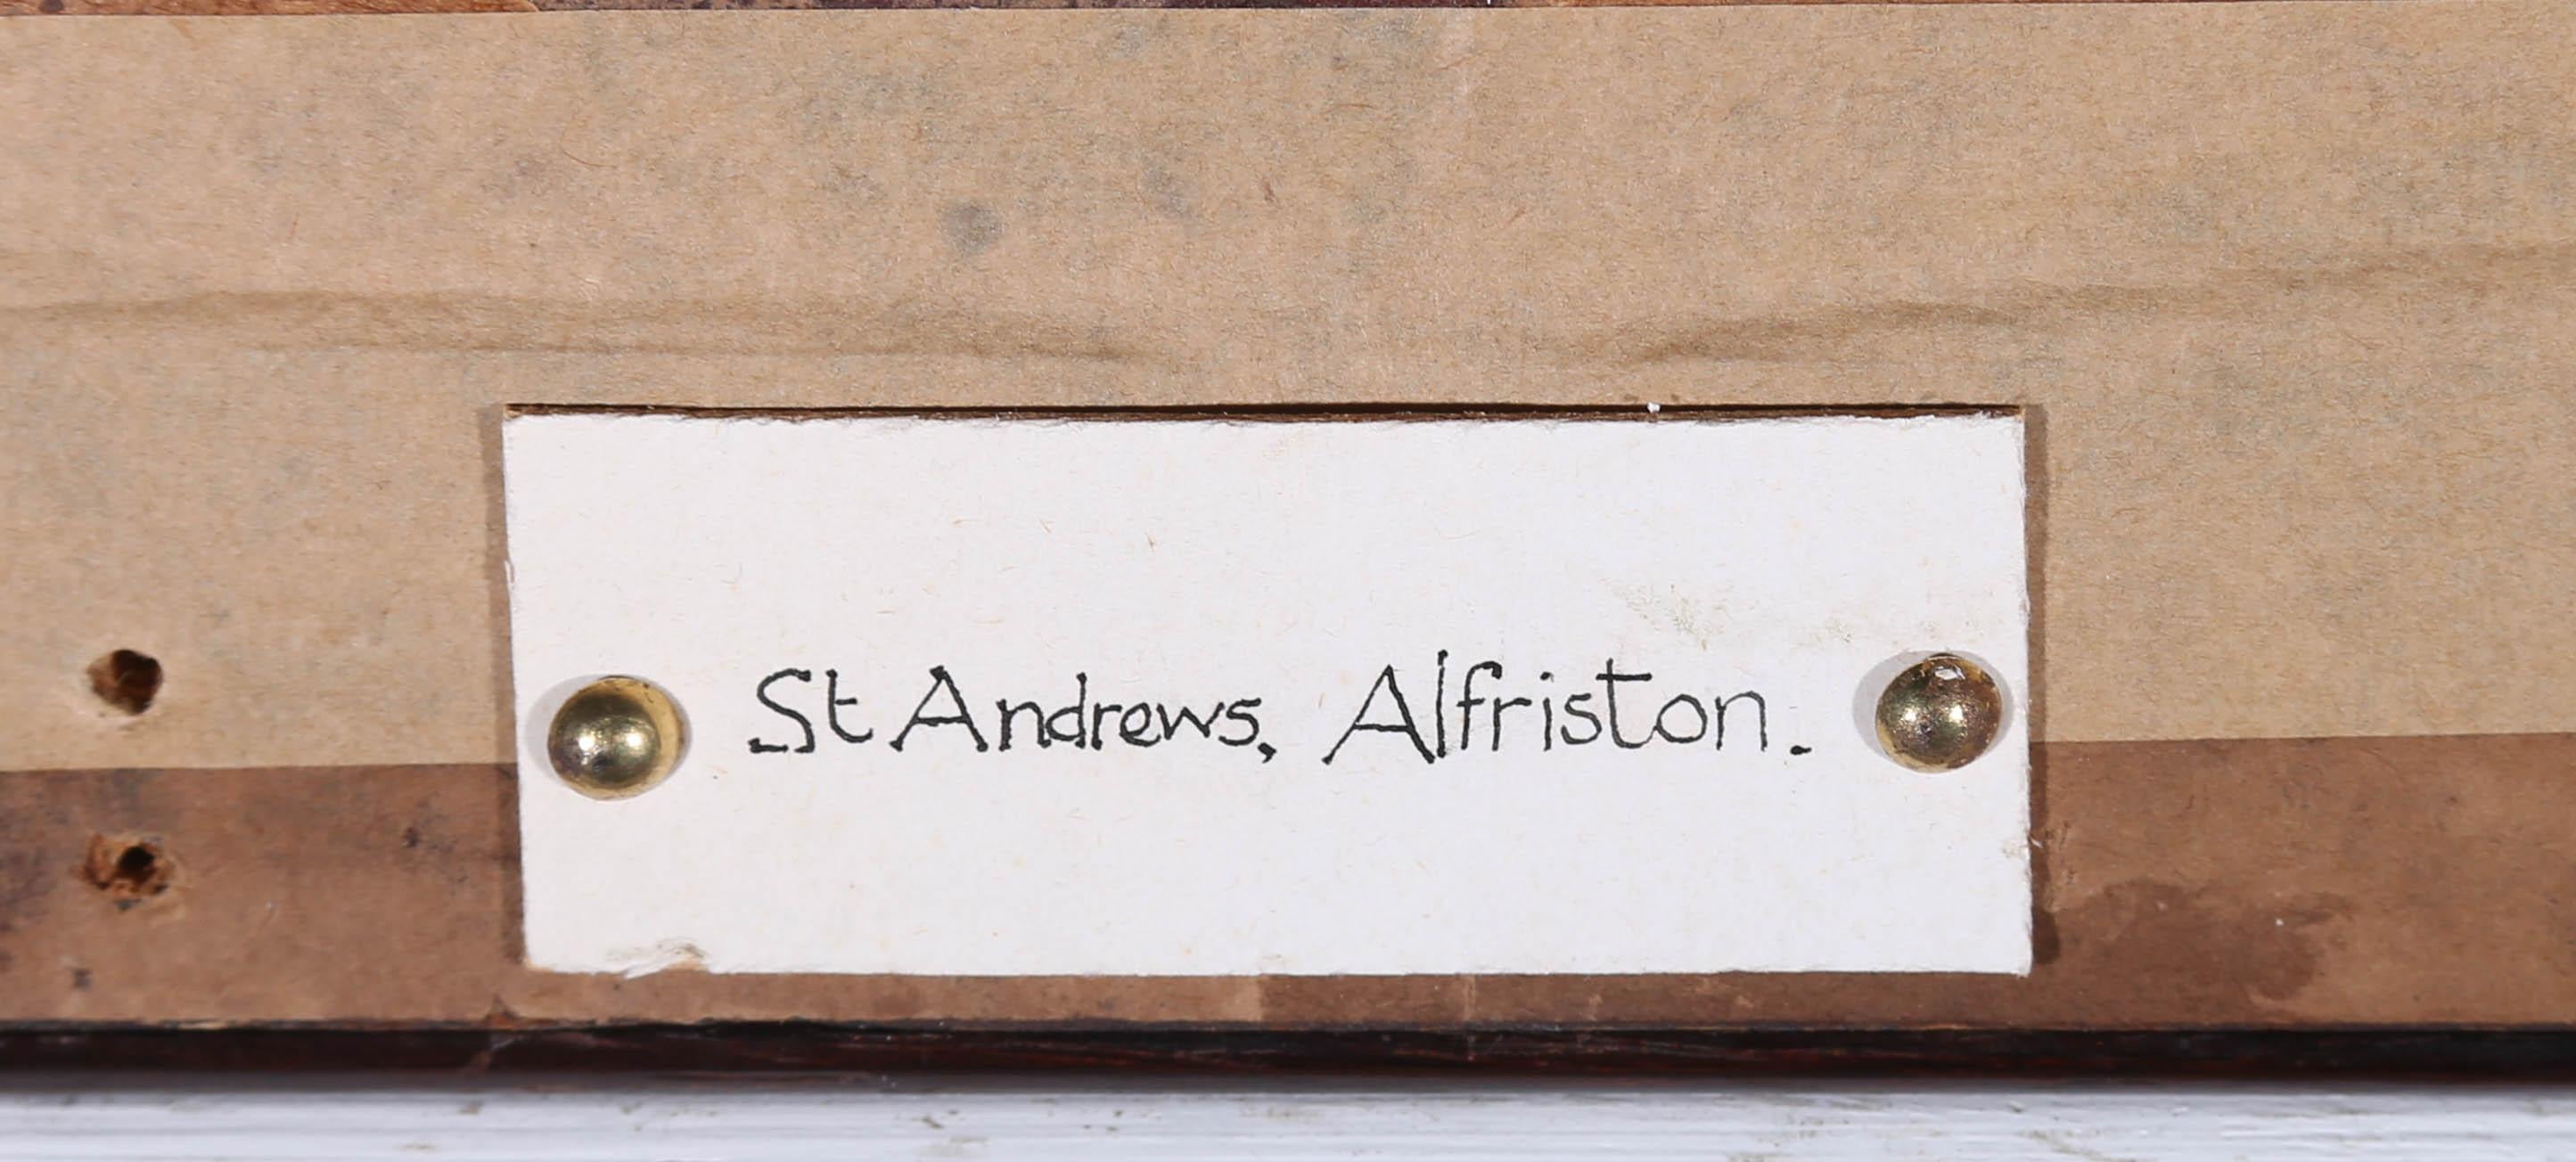 St Andrews, Alfriston.